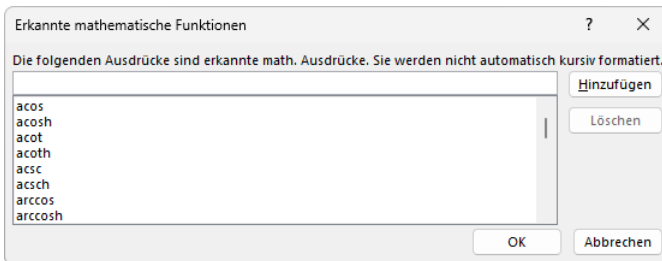 Erkannte mathematische Funktionen ? ×
Die folgenden Ausdrücke sind erkannte math. Ausdrücke. Sie werden nicht automatisch kursiv formatiert.
Hinzufügen
Löschen
acos
acosh
acot
acoth
acsc
acsch
arccos
arccosh
OK Abbrechen